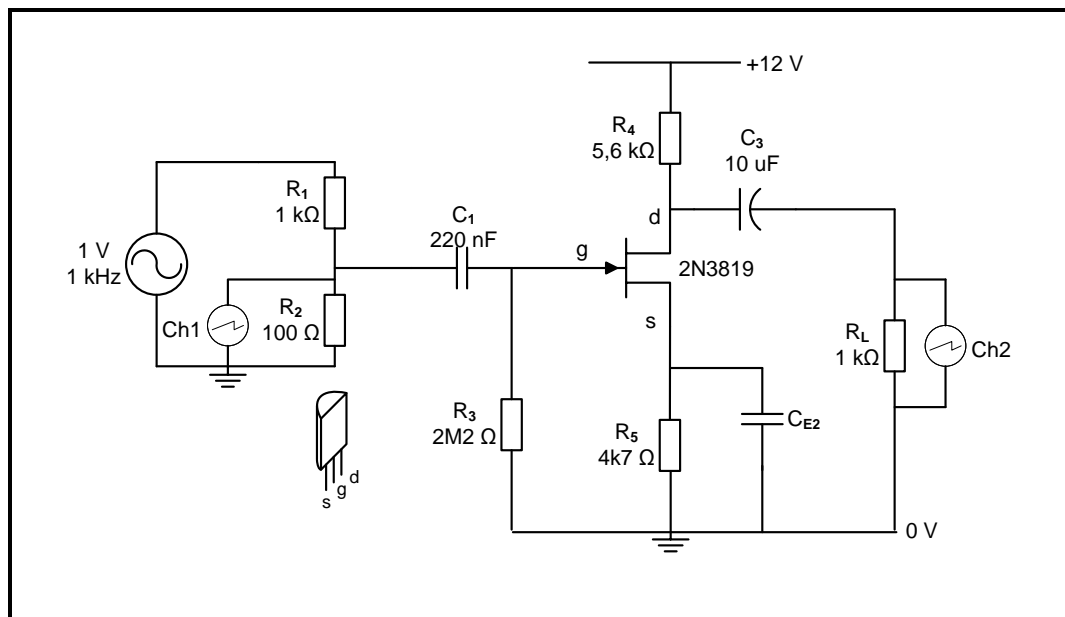 +12 V
R4
5,6 kΩ
C3
10 uF
R1
1 kΩ
C1
220 nF
d
g
2N3819
1 V
1 kHz
s
Ch1
R2
100 Ω
RL
1 kΩ
Ch2
R3
2M2 Ω
R5
4k7 Ω
CE2
d
g
s
0 V